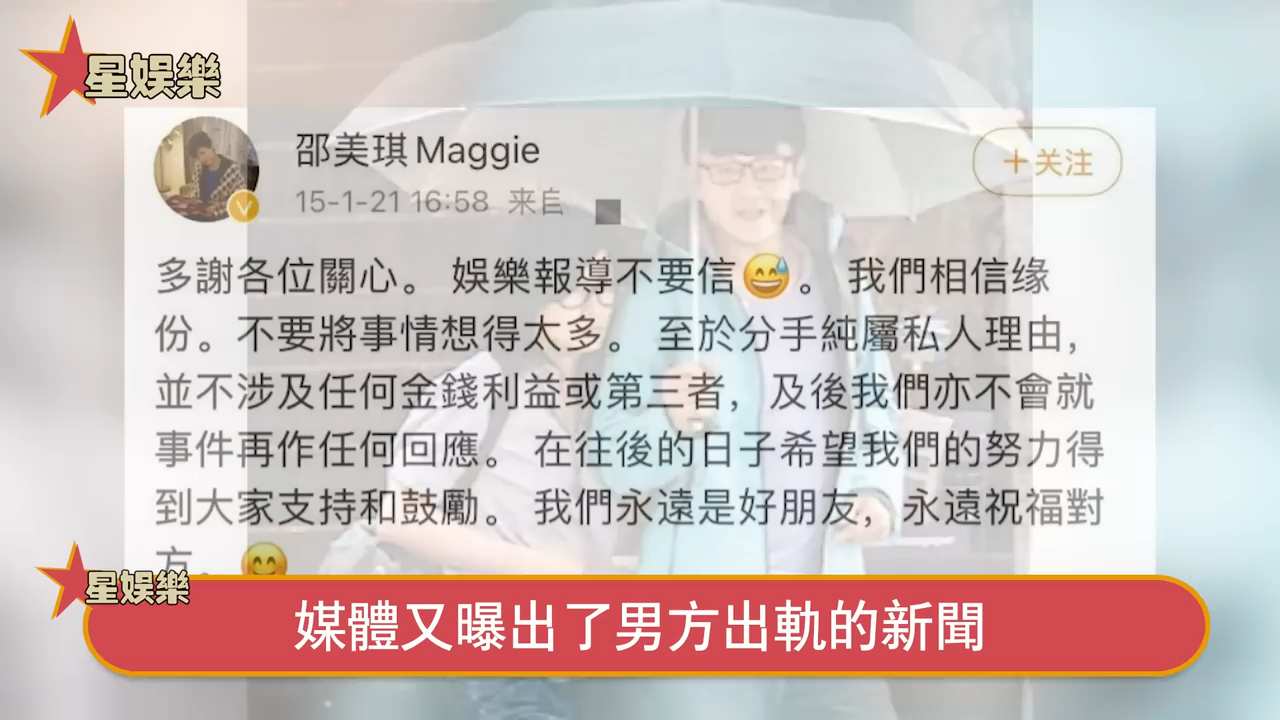 星娛樂
邵美琪Maggie
15-1-21 16:58 来自
+关注
多謝各位關心。 娛樂報導不要信😅。 我們相信缘
份。不要將事情想得太多。 至於分手純屬私人理由,
並不涉及任何金錢利益或第三者, 及後我們亦不會就
事件再作任何回應。 在往後的日子希望我們的努力得
到大家支持和鼓勵。 我們永遠是好朋友, 永遠祝福對
方。😄
星娛樂
媒體又曝出了男方出軌的新聞